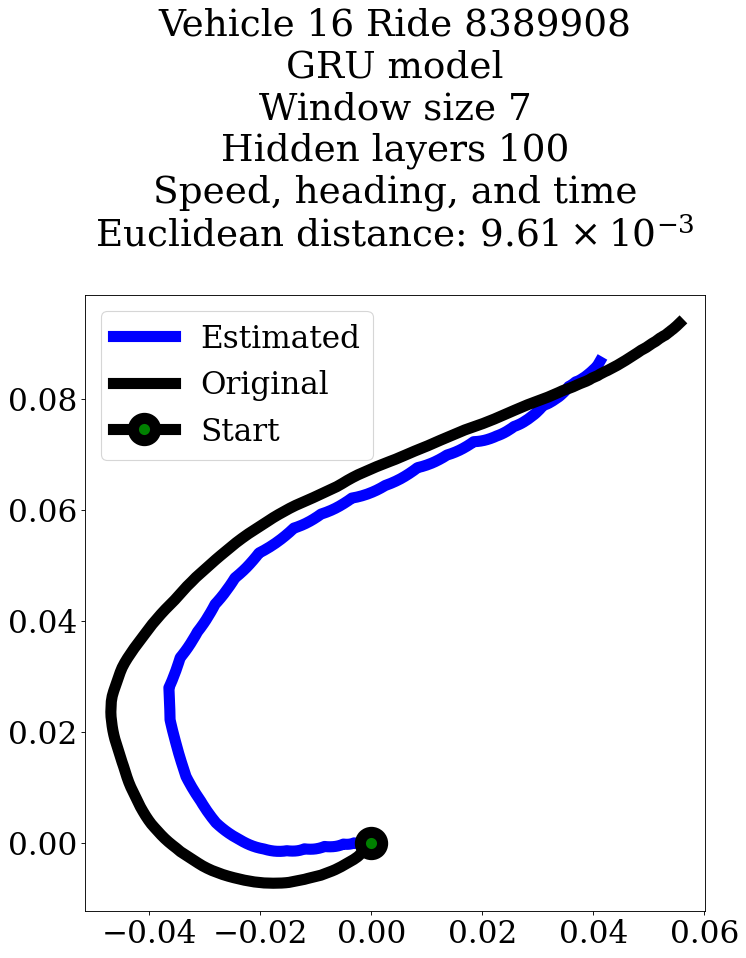 Vehicle 16 Ride 8389908
GRU model
Window size 7
Hidden layers 100
Speed, heading, and time
Euclidean distance: 9.61 × 10⁻³
Estimated
Original
Start
0.08
0.06
0.04
0.02
0.00
−0.04 −0.02 0.00 0.02 0.04 0.06